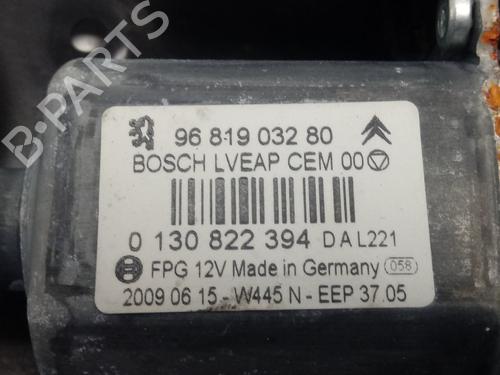 B-PARTS
96 819 032 80
BOSCH LVEAP CEM 00
0 130 822 394 D A L221
FPG 12V Made in Germany 058
2009 06 15 - W445 N - EEP 37.05